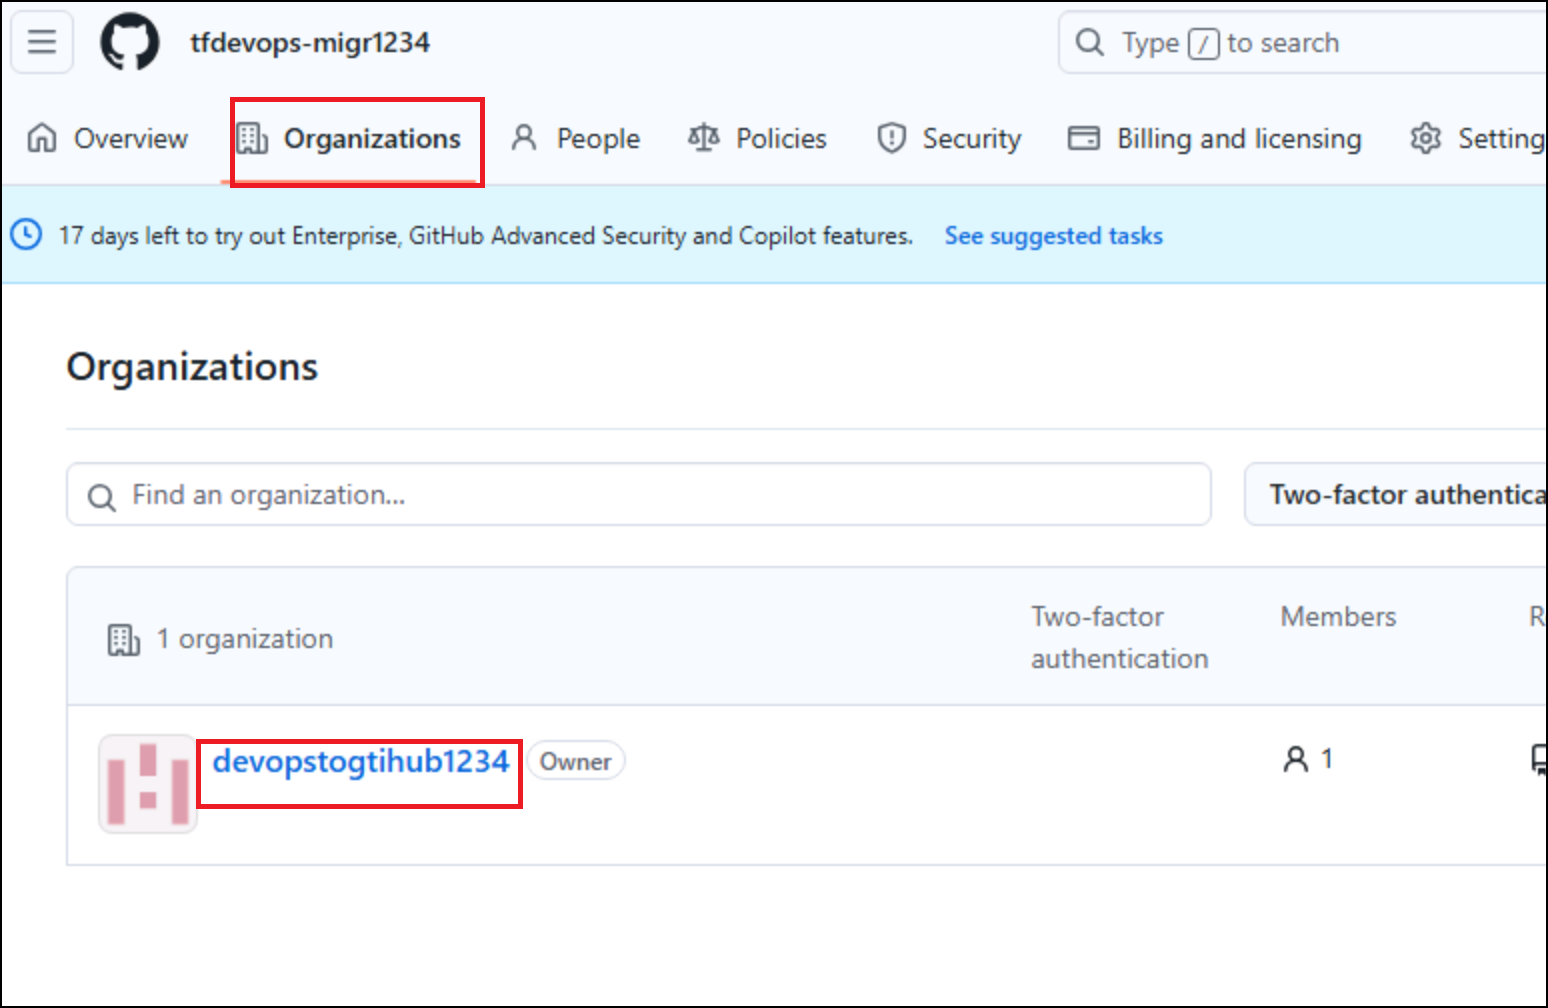 tfdevops-migr1234
Type / to search
Overview Organizations People Policies Security Billing and licensing Setting
17 days left to try out Enterprise, GitHub Advanced Security and Copilot features. See suggested tasks
Organizations
Find an organization...
Two-factor authentica
1 organization
Two-factor
authentication
Members
R
devopstogtihub1234 Owner
1